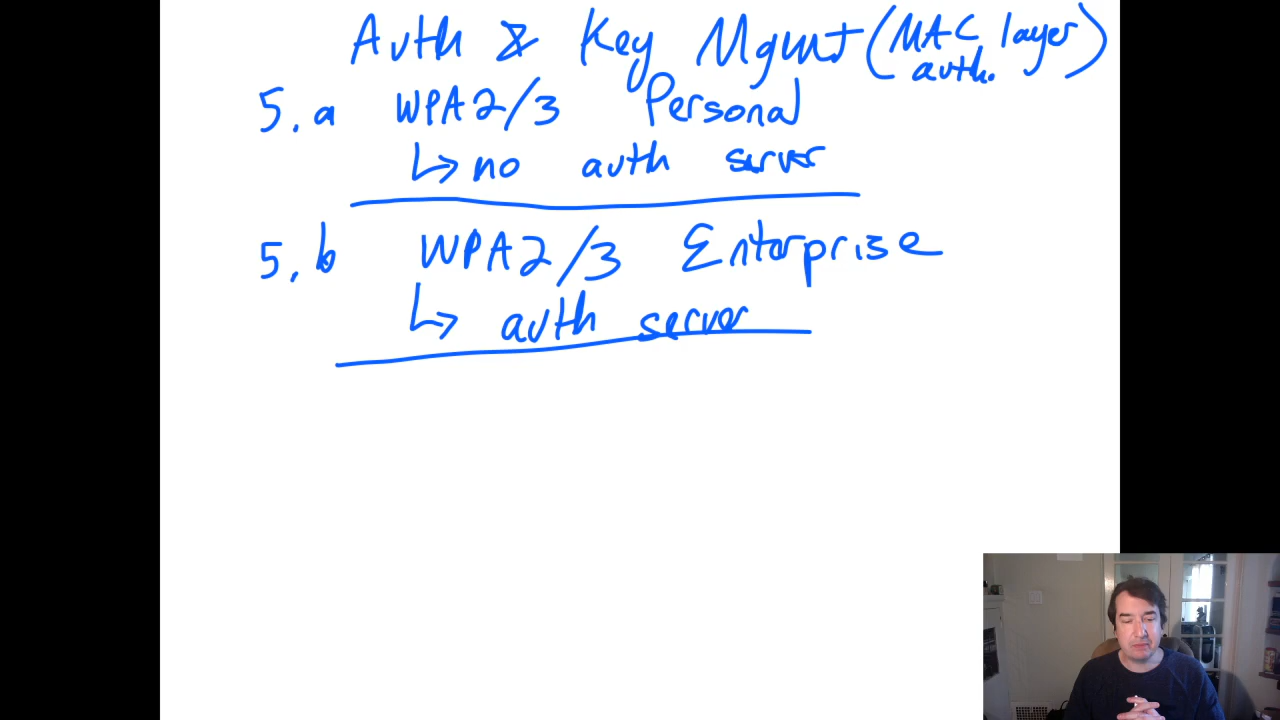 Auth & Key Mgmt (MAC layer auth.)
5.a WPA2/3 Personal
↳ no auth server
5.b WPA2/3 Enterprise
↳ auth server